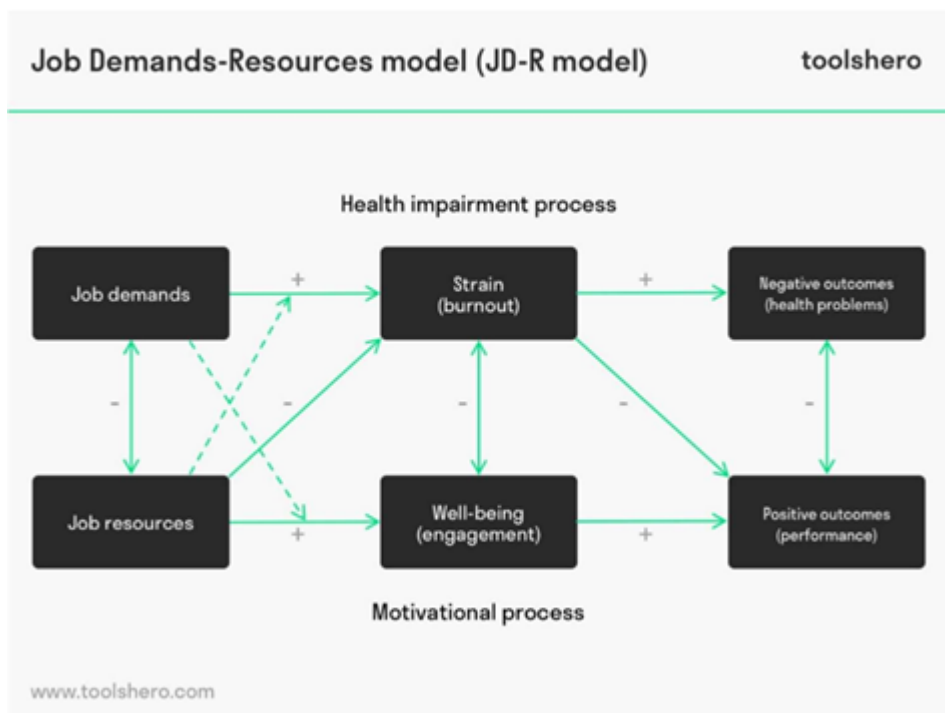 Job Demands-Resources model (JD-R model)
toolshero
Health impairment process
Job demands
+
Strain
(burnout)
+
Negative outcomes
(health problems)
-
-
-
-
-
Job resources
+
Well-being
(engagement)
+
Positive outcomes
(performance)
Motivational process
www.toolshero.com